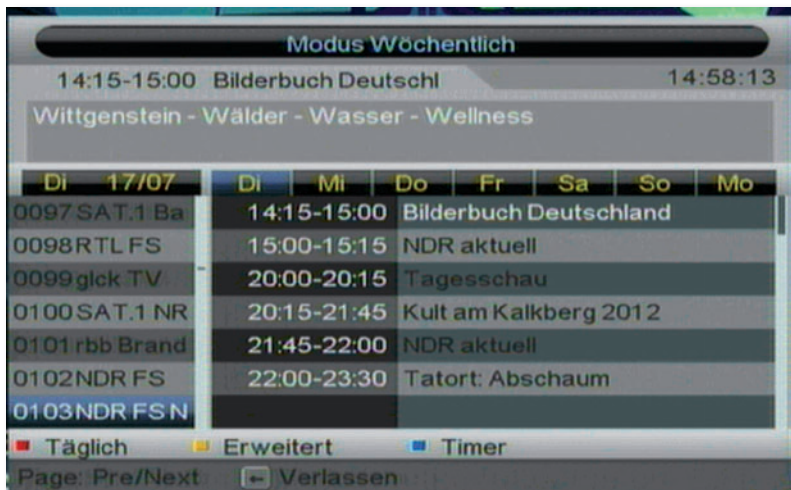 Modus Wöchentlich
14:15-15:00 Bilderbuch Deutschl 14:58:13
Wittgenstein - Wälder - Wasser - Wellness
Di 17/07 Di Mi Do Fr Sa So Mo
0097 SAT.1 Ba 14:15-15:00 Bilderbuch Deutschland
0098 RTL FS 15:00-15:15 NDR aktuell
0099 glck TV 20:00-20:15 Tagesschau
0100 SAT.1 NR 20:15-21:45 Kult am Kalkberg 2012
0101 rbb Brand 21:45-22:00 NDR aktuell
0102 NDR FS 22:00-23:30 Tatort: Abschaum
0103 NDR FS N
Täglich Erweitert Timer
Page: Pre/Next Verlassen